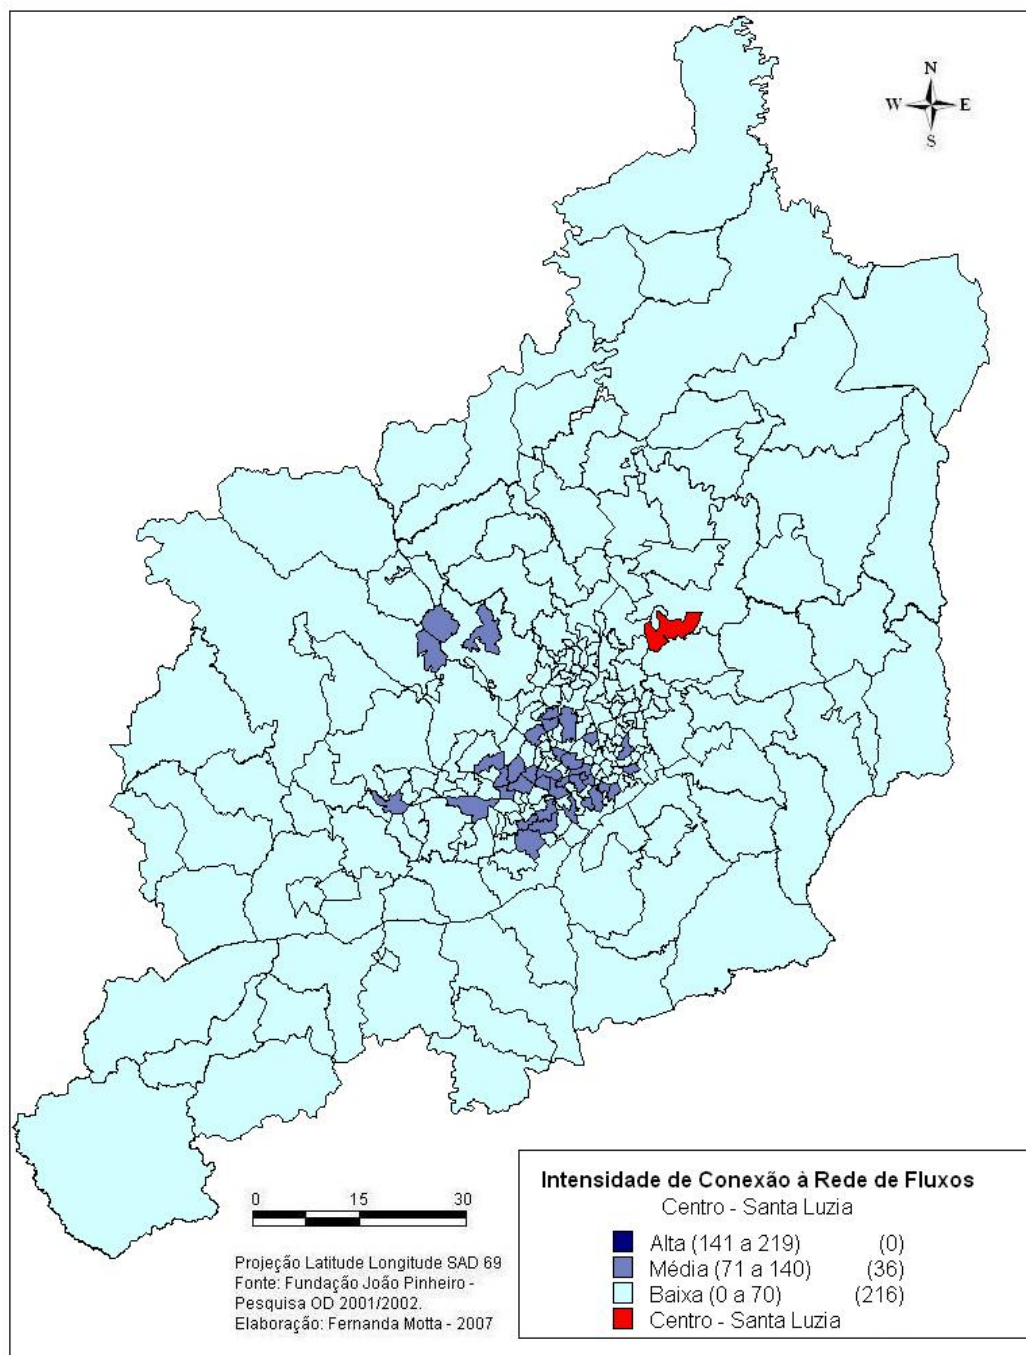 N
W E
S
0 15 30
Projeção Latitude Longitude SAD 69
Fonte: Fundação João Pinheiro -
Pesquisa OD 2001/2002.
Elaboração: Fernanda Motta - 2007
Intensidade de Conexão à Rede de Fluxos
Centro - Santa Luzia
Alta (141 a 219) (0)
Média (71 a 140) (36)
Baixa (0 a 70) (216)
Centro - Santa Luzia